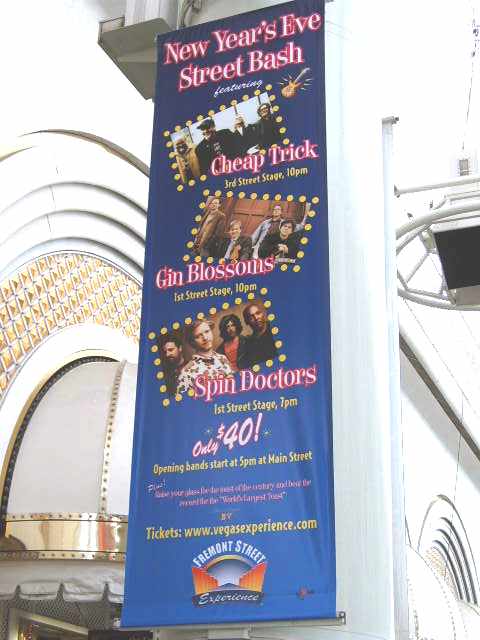 New Year's Eve
Street Bash
featuring
Cheap Trick
3rd Street Stage, 10pm
Gin Blossoms
1st Street Stage, 10pm
Spin Doctors
1st Street Stage, 7pm
Only $40!
Opening bands start at 5pm at Main Street
Plus!
Raise your glass for the toast of the century and beat the
record for the "World's Largest Toast"
BY
Tickets: www.vegasexperience.com
FREMONT STREET
Experience